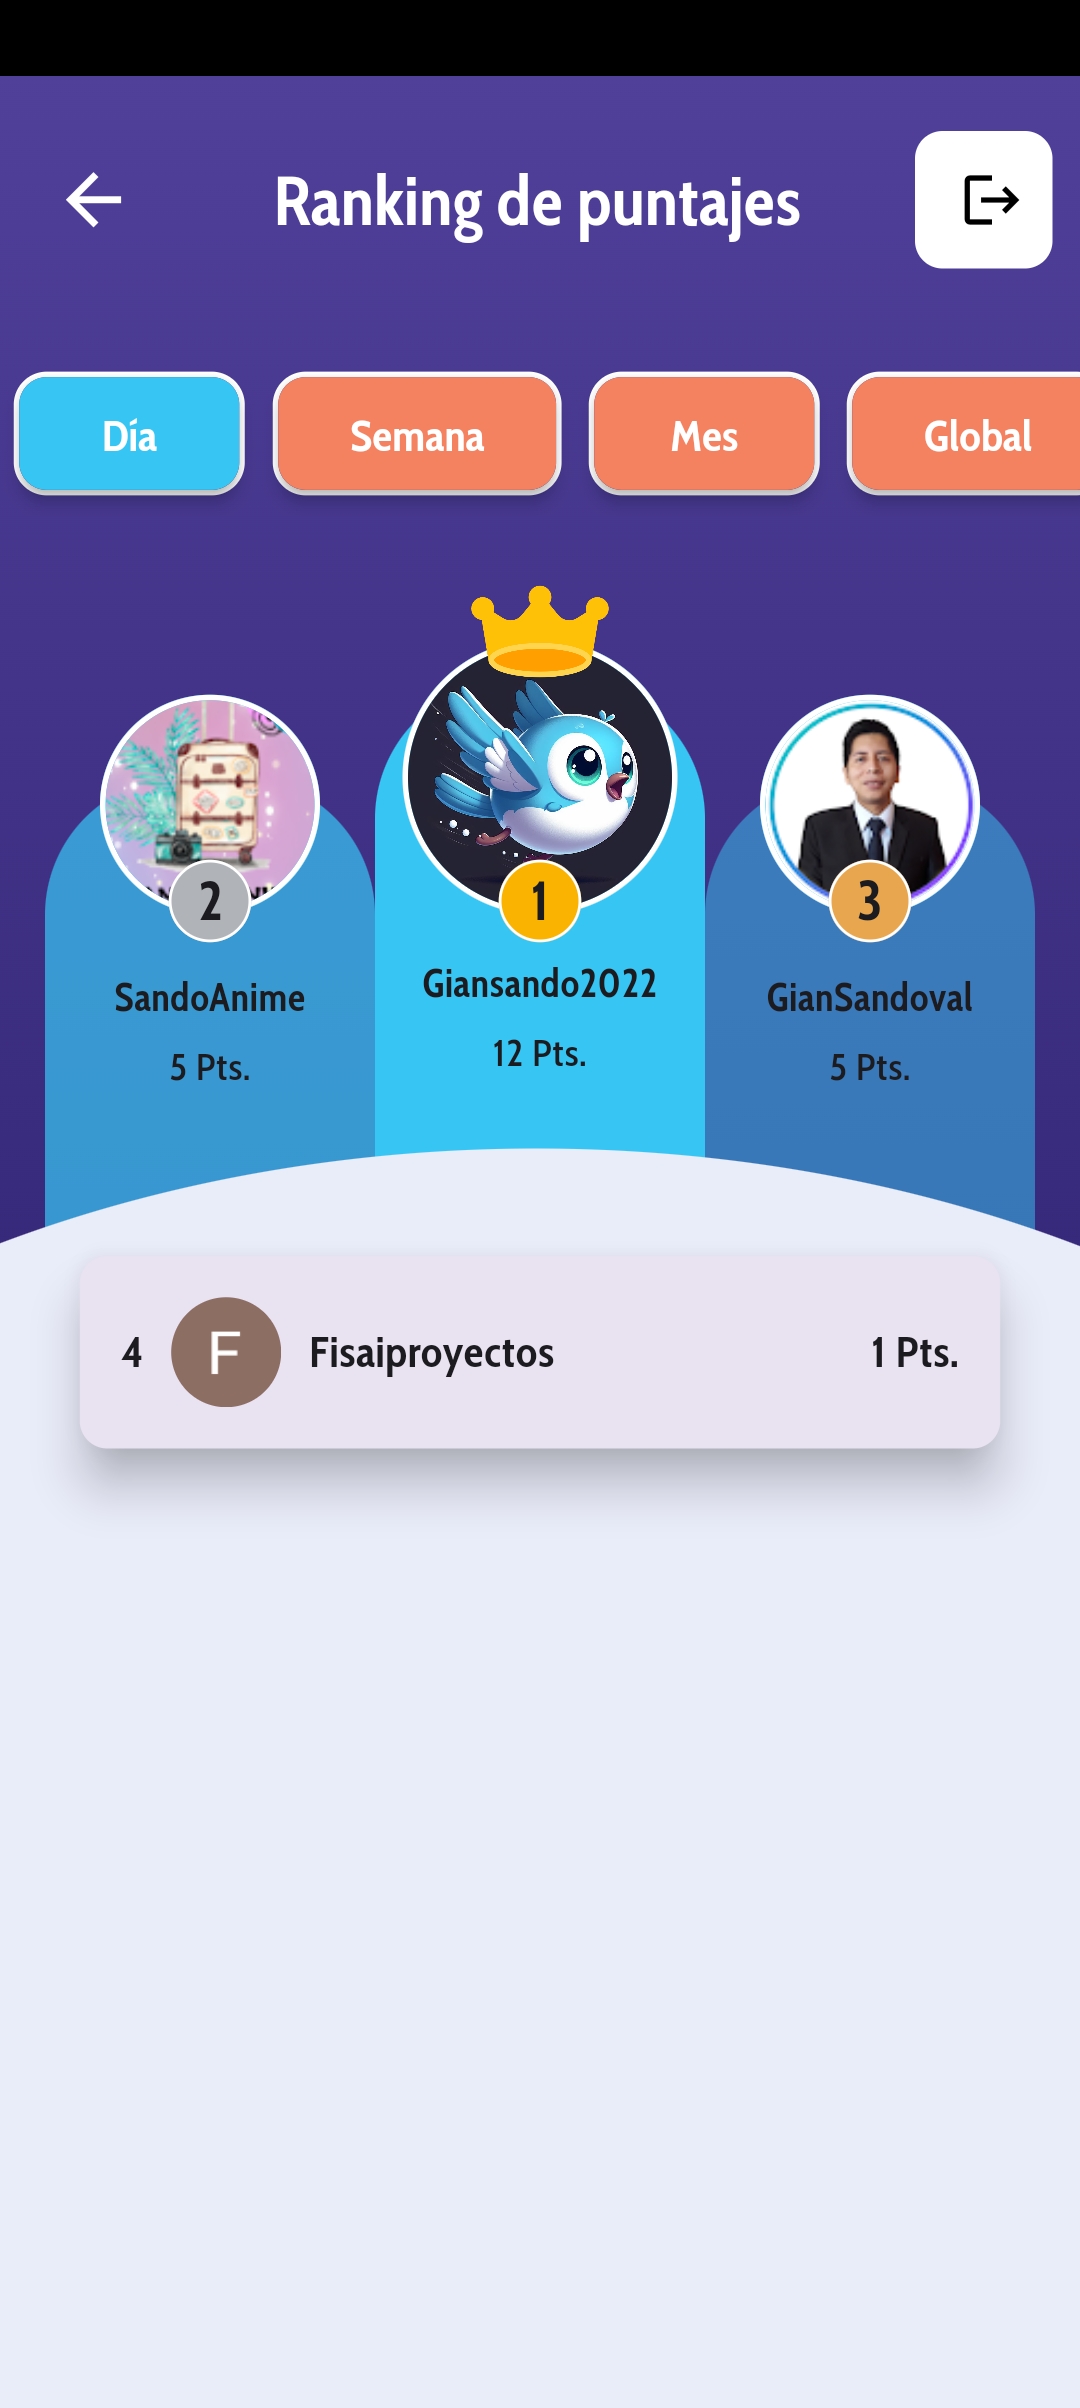 Ranking de puntajes
Día
Semana
Mes
Global
2
1
3
SandoAnime
Giansando2022
GianSandoval
5 Pts.
12 Pts.
5 Pts.
4
F
Fisaiproyectos
1 Pts.